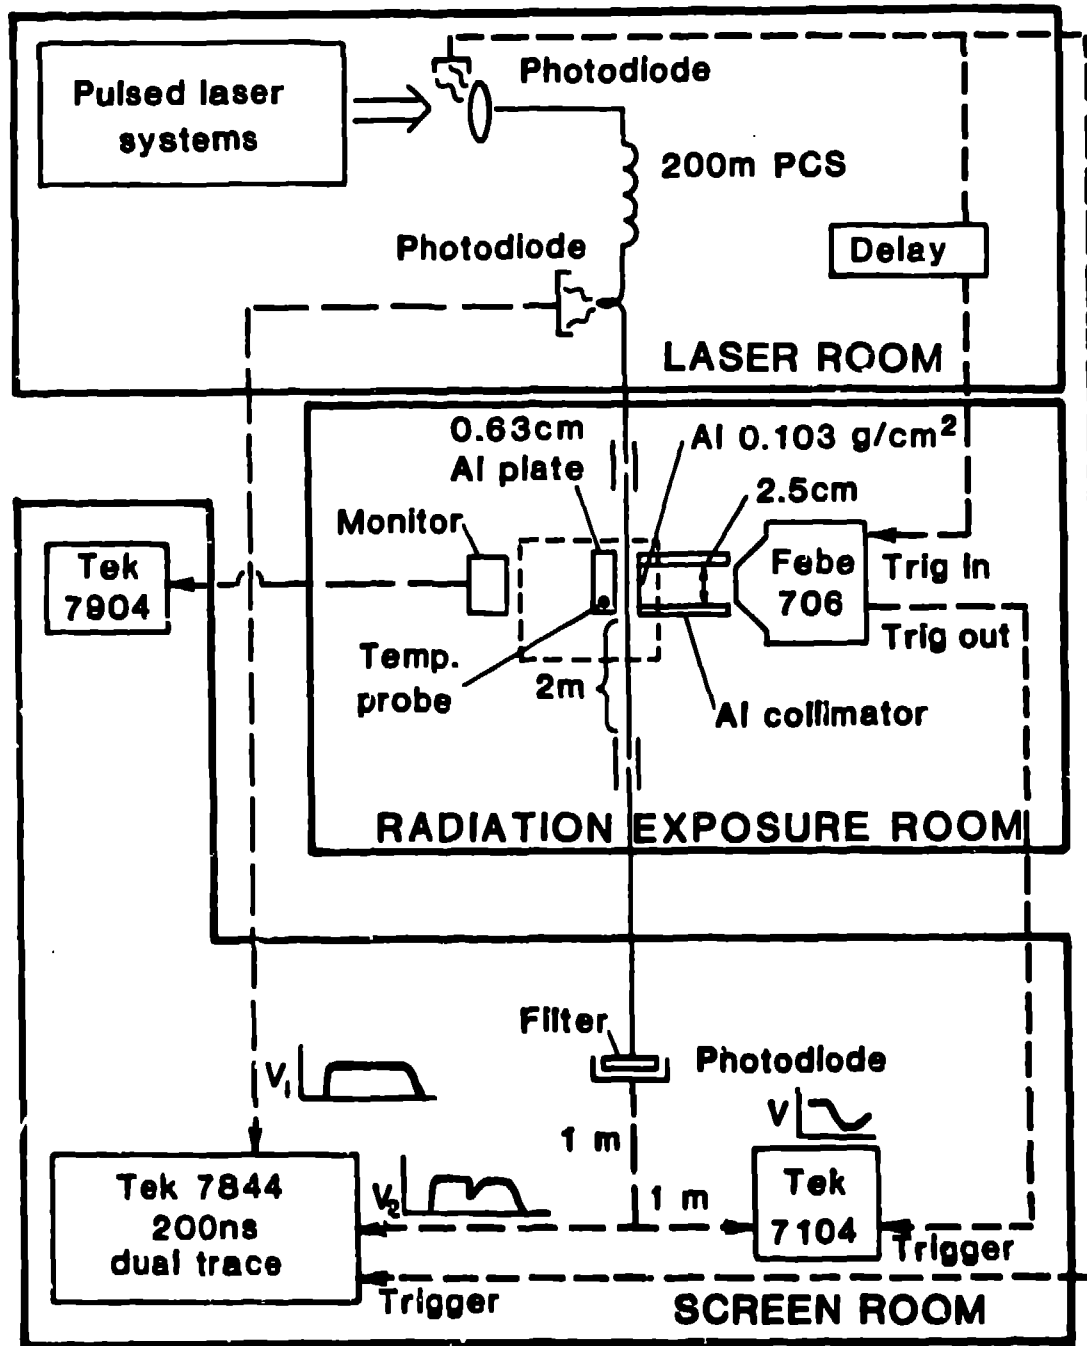 Pulsed laser
systems
Photodiode
200m PCS
Photodiode
Delay
LASER ROOM
0.63cm
Al plate
Al 0.103 g/cm²
2.5cm
Monitor
Tek
7904
Febe
706
Trig in
Trig out
Temp.
probe
2m
Al collimator
RADIATION EXPOSURE ROOM
Filter
Photodiode
V₁
V
1 m
Tek 7844
200ns
dual trace
V₂
1 m
Tek
7104
Trigger
Trigger
SCREEN ROOM